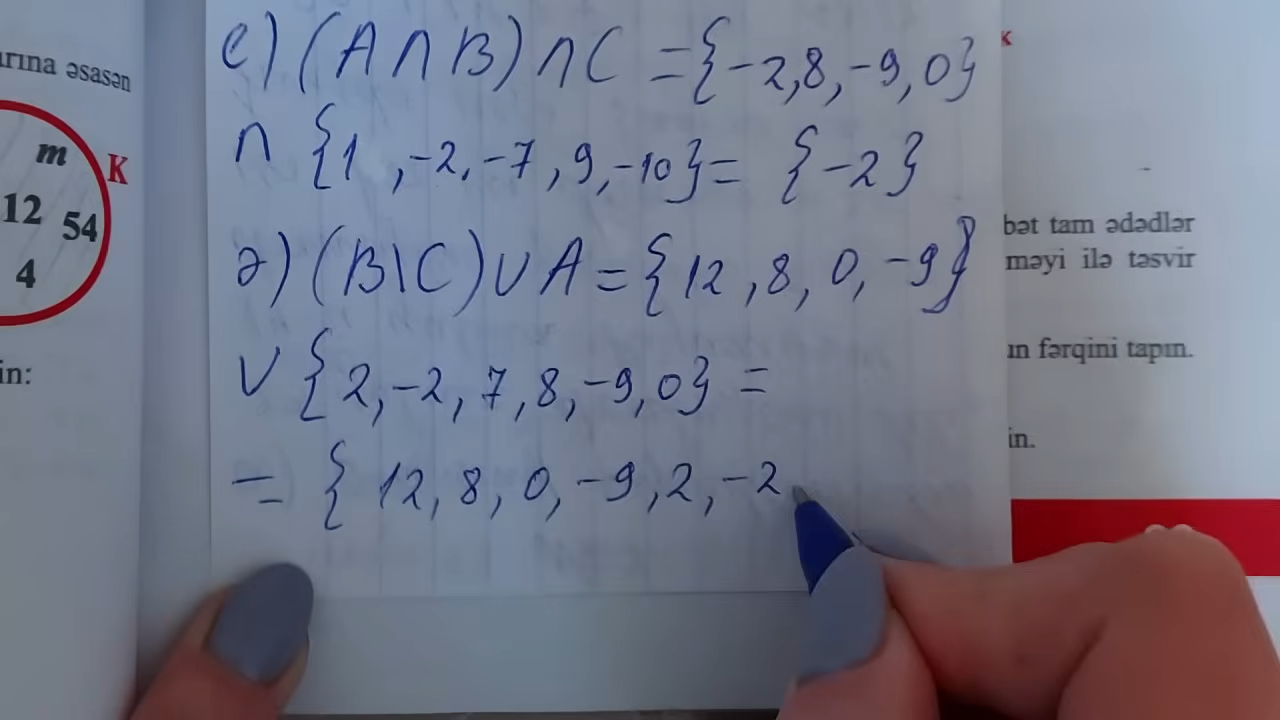 e) (A∩B)∩C = {-2,8,-9,0}
∩ {1,-2,-7,9,-10} = {-2}
ə) (B\C)∪A = {12,8,0,-9}
∪ {2,-2,7,8,-9,0} =
= {12,8,0,-9,2,-2
əsasən
m
K
12 54
4
in:
K
bət tam ədədlər
məyi ilə təsvir
ın fərqini tapın.
in.